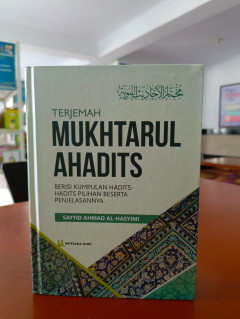 مختار الأحاديث النبوية
TERJEMAH
MUKHTARUL
AHADITS
BERISI KUMPULAN HADITS-
HADITS PILIHAN BESERTA
PENJELASANNYA
SAYYID AHMAD AL-HASYIMI